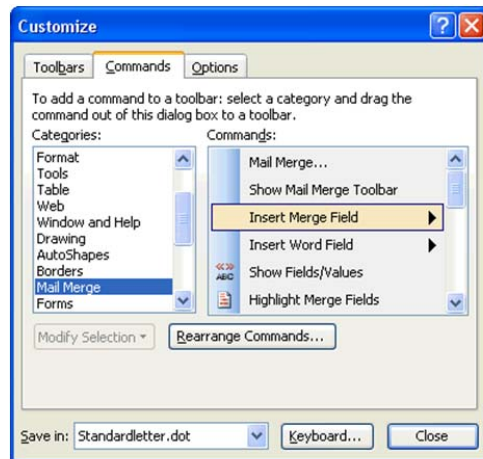 Customize
Toolbars Commands Options
To add a command to a toolbar: select a category and drag the
command out of this dialog box to a toolbar.
Categories: Commands:
Format
Tools
Table
Web
Window and Help
Drawing
AutoShapes
Borders
Mail Merge
Forms
Mail Merge...
Show Mail Merge Toolbar
Insert Merge Field
Insert Word Field
«» ABC Show Fields/Values
Highlight Merge Fields
Modify Selection Rearrange Commands...
Save in: Standardletter.dot Keyboard... Close